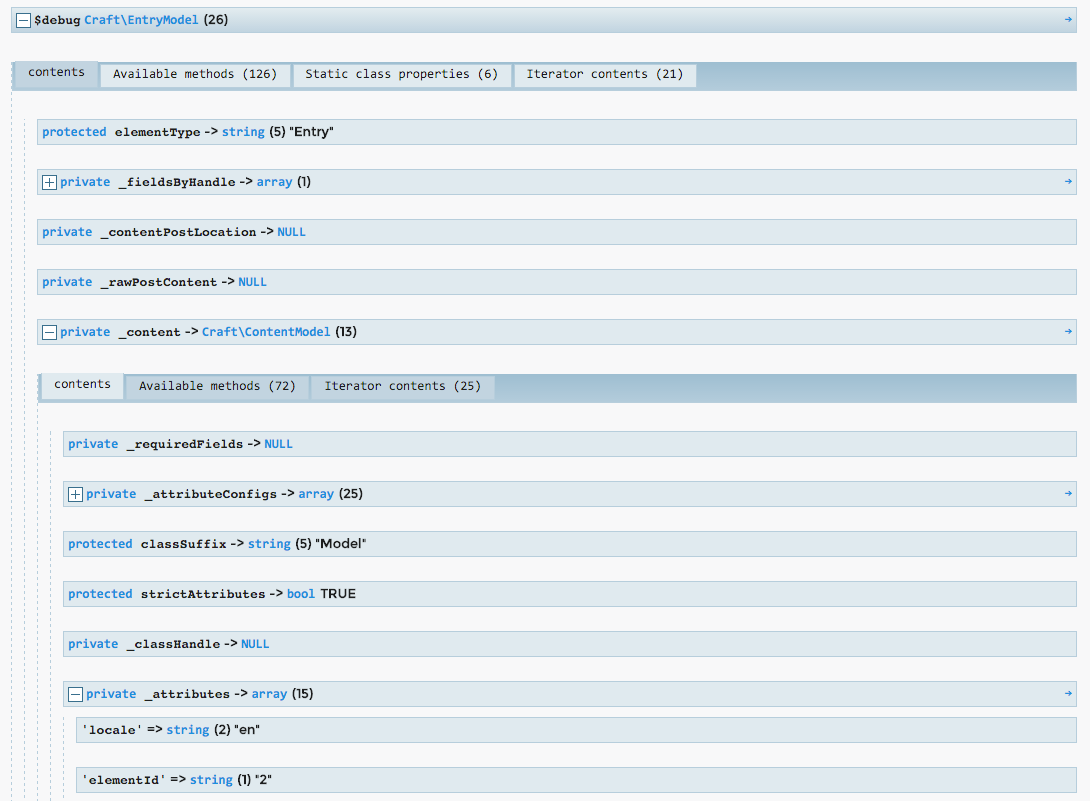 $debug Craft\EntryModel (26) →
contents Available methods (126) Static class properties (6) Iterator contents (21)
protected elementType -> string (5) "Entry"
private _fieldsByHandle -> array (1) →
private _contentPostLocation -> NULL
private _rawPostContent -> NULL
private _content -> Craft\ContentModel (13) →
contents Available methods (72) Iterator contents (25)
private _requiredFields -> NULL
private _attributeConfigs -> array (25) →
protected classSuffix -> string (5) "Model"
protected strictAttributes -> bool TRUE
private _classHandle -> NULL
private _attributes -> array (15) →
'locale' => string (2) "en"
'elementId' => string (1) "2"